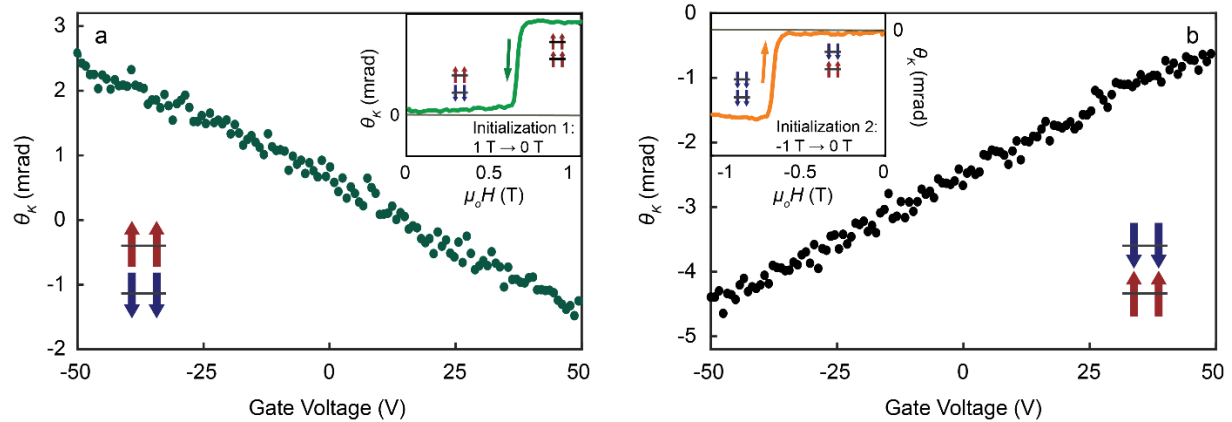 a
3
2
1
0
-1
-2
θK (mrad)
-50
-25
0
25
50
Gate Voltage (V)
θK (mrad)
0
Initialization 1:
1 T → 0 T
0
0.5
1
μoH (T)
b
0
-1
-2
-3
-4
-5
θK (mrad)
-50
-25
0
25
50
Gate Voltage (V)
0
θK (mrad)
Initialization 2:
-1 T → 0 T
-1
-0.5
0
μoH (T)